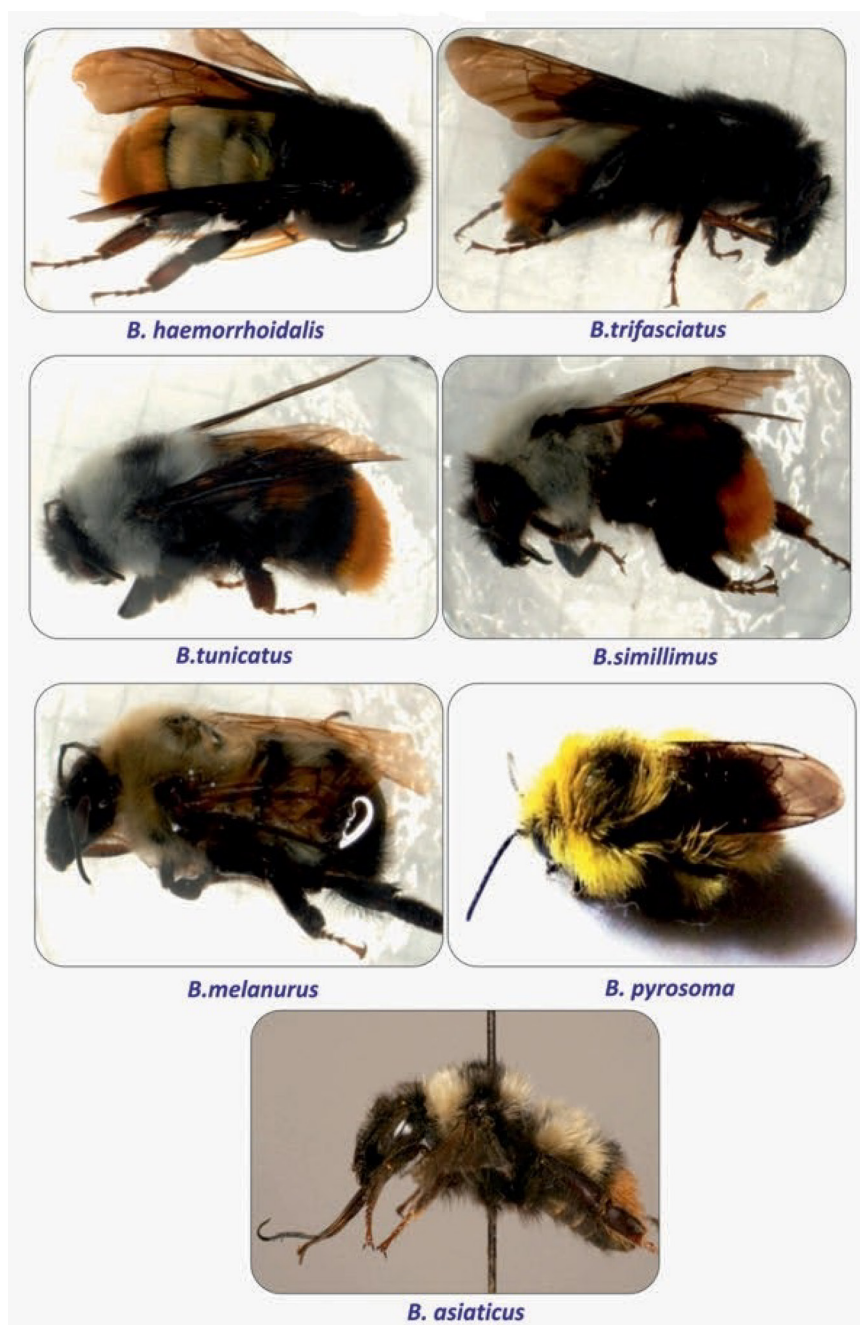 B. haemorrhoidalis
B.trifasciatus
B.tunicatus
B.simillimus
B.melanurus
B. pyrosoma
B. asiaticus